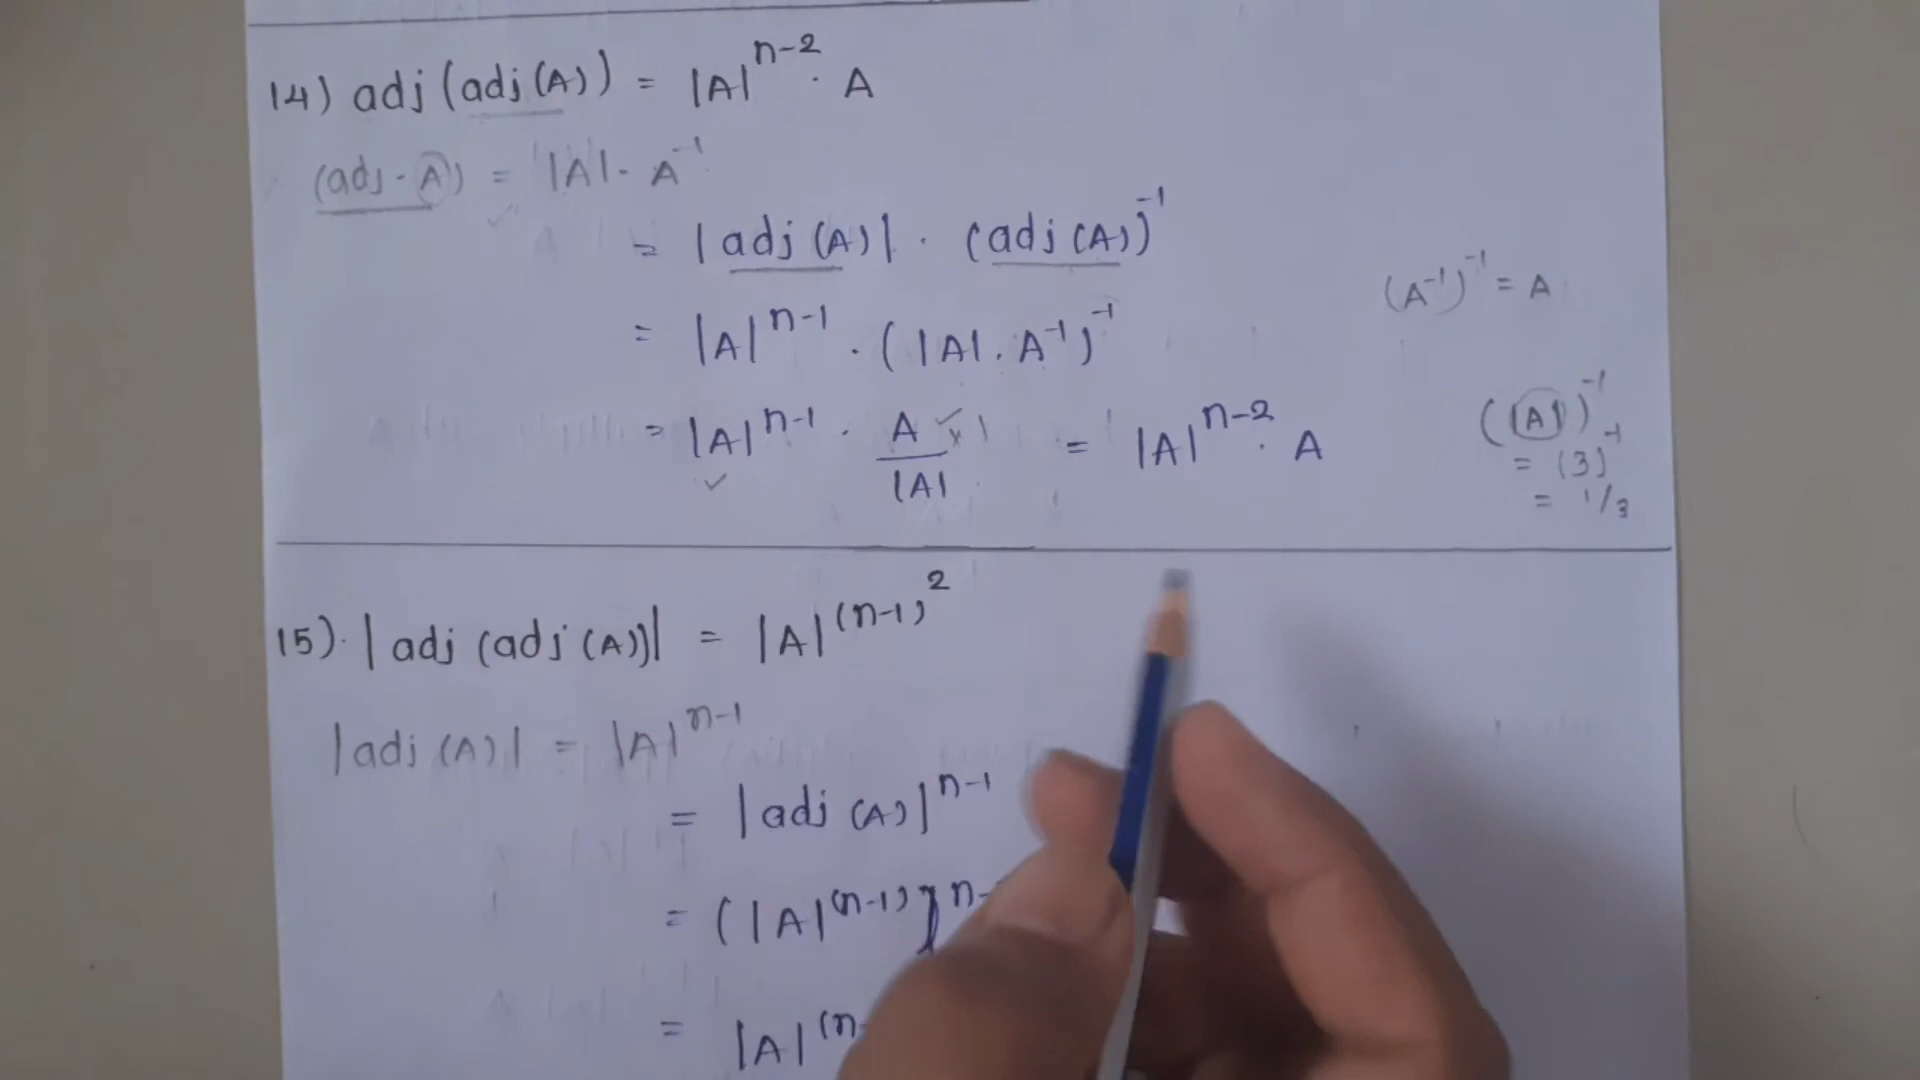 14) adj (adj (A)) = |A|^{n-2} · A
(adj · A) = |A| · A^{-1}
= |adj (A)| · (adj (A))^{-1}
= |A|^{n-1} · (|A| · A^{-1})^{-1}
(A^{-1})^{-1} = A
= |A|^{n-1} · A/|A| = |A|^{n-2} · A
(|A|)^{-1}
= (3)^{-1}
= 1/3
15) · |adj (adj (A))| = |A|^{(n-1)^2}
|adj (A)| = |A|^{n-1}
= |adj (A)|^{n-1}
= (|A|^{(n-1)})^{n-
= |A|^{(n-